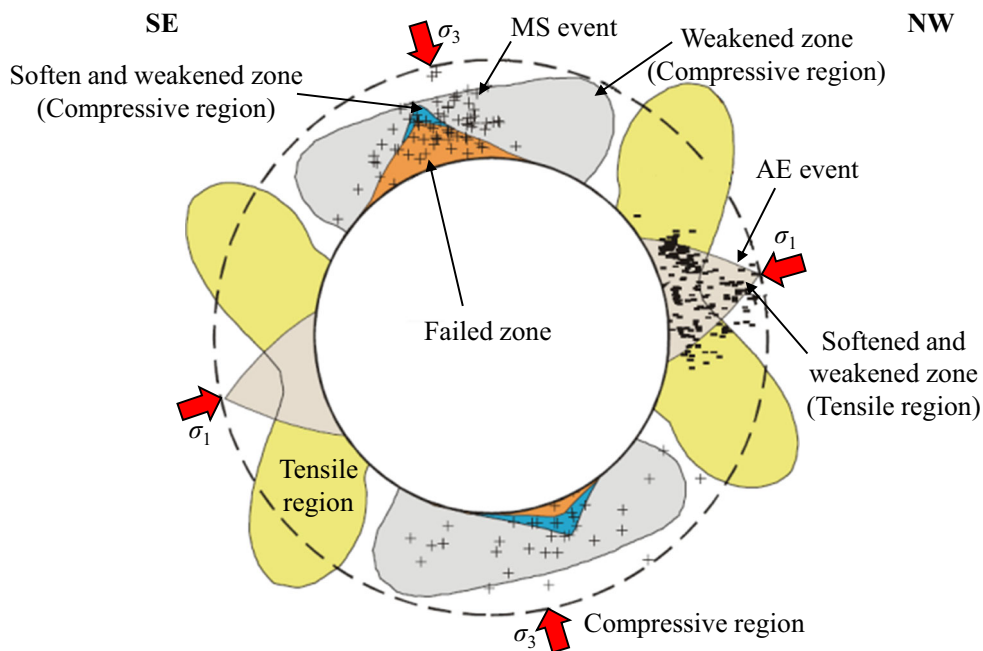 SE
NW
σ3
MS event
Weakened zone
(Compressive region)
Soften and weakened zone
(Compressive region)
AE event
σ1
Failed zone
Softened and
weakened zone
(Tensile region)
σ1
Tensile
region
σ3
Compressive region